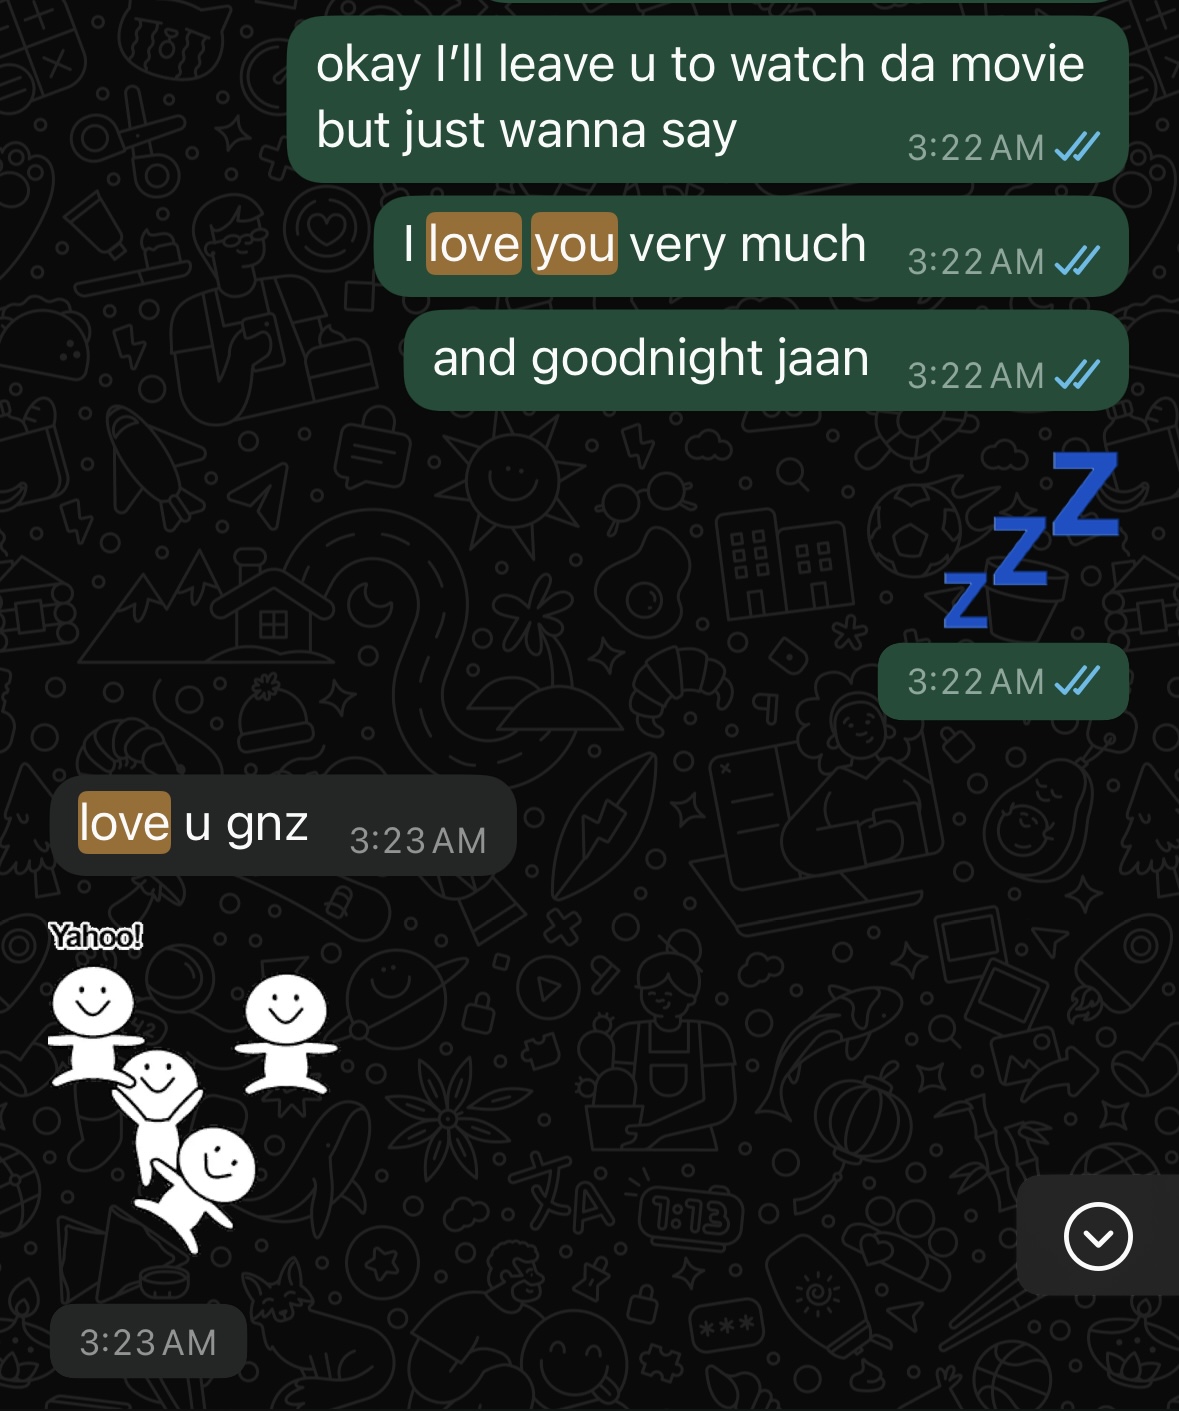 okay I’ll leave u to watch da movie
but just wanna say
3:22 AM
I love you very much
3:22 AM
and goodnight jaan
3:22 AM
z z Z
3:22 AM
love u gnz
3:23 AM
Yahoo!
1:13
***
3:23 AM